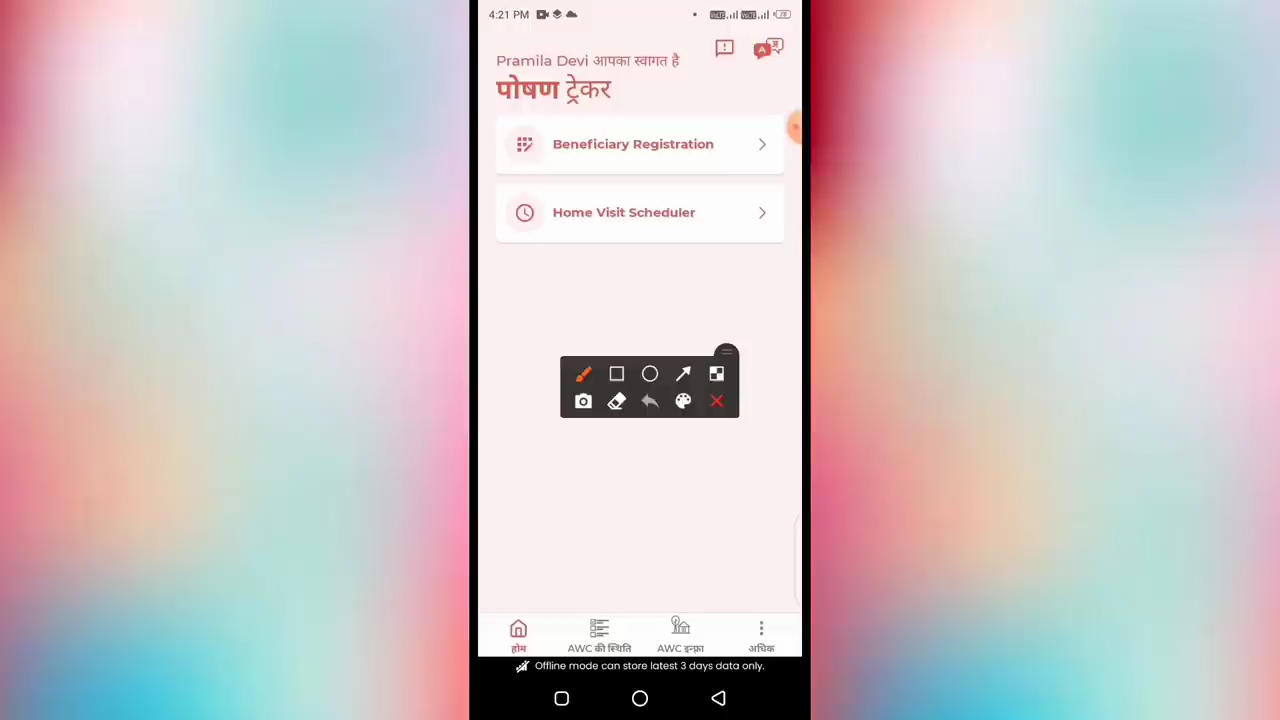 4:21 PM
Pramila Devi आपका स्वागत है
पोषण ट्रेकर
Beneficiary Registration
Home Visit Scheduler
होम
AWC की स्थिति
AWC इन्फ्रा
अधिक
Offline mode can store latest 3 days data only.